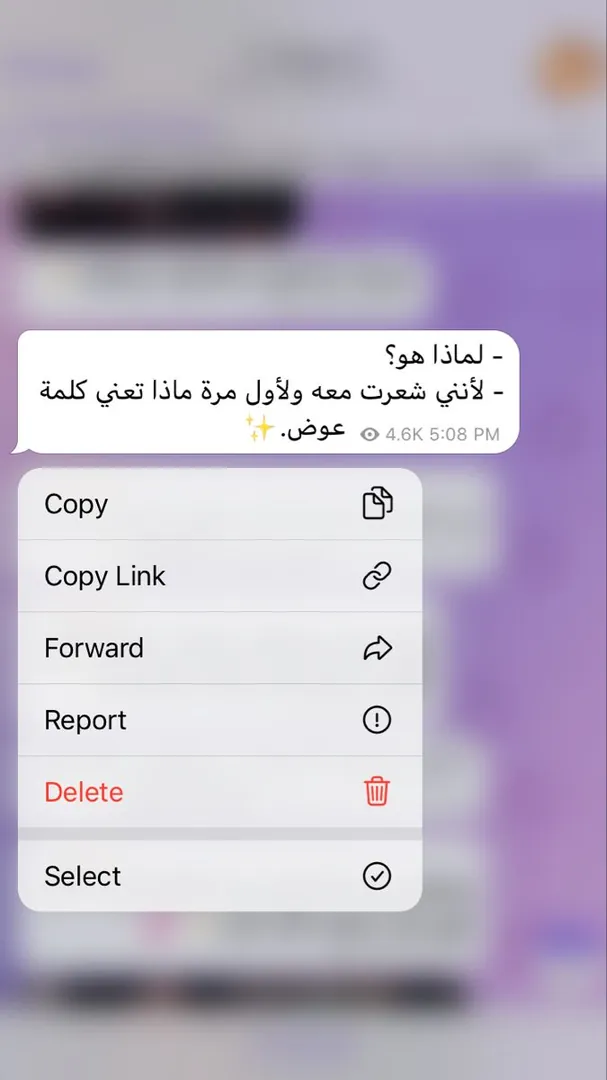 - لماذا هو؟
- لأنني شعرت معه ولأول مرة ماذا تعني كلمة
عوض. ✨ 4.6K 5:08 PM
Copy
Copy Link
Forward
Report
Delete
Select